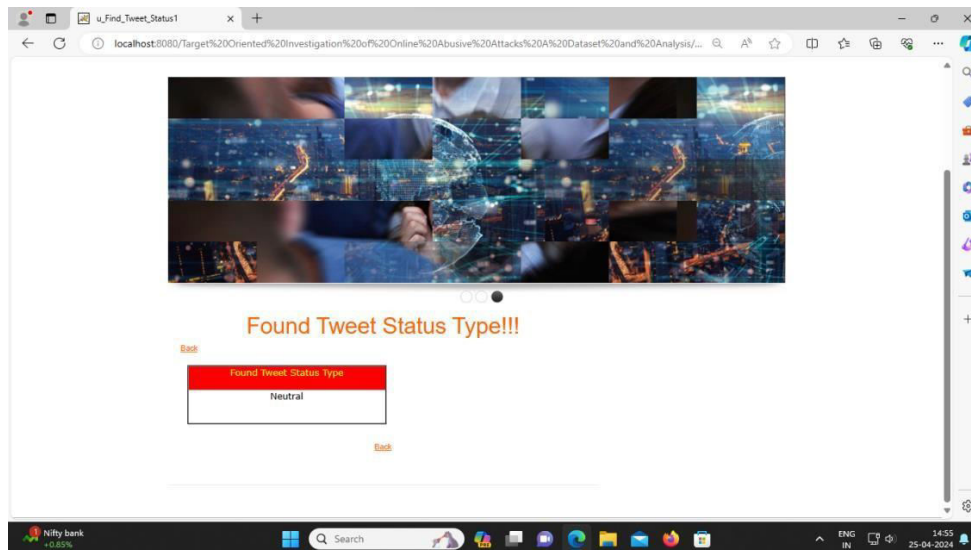 u_Find_Tweet_Status1
localhost:8080/Target%20Oriented%20Investigation%20of%20Online%20Abusive%20Attacks%20A%20Dataset%20and%20Analysis/...
Found Tweet Status Type!!!
Back
Found Tweet Status Type
Neutral
Back
Nifty bank
+0.85%
Search
ENG
IN
14:55
25-04-2024